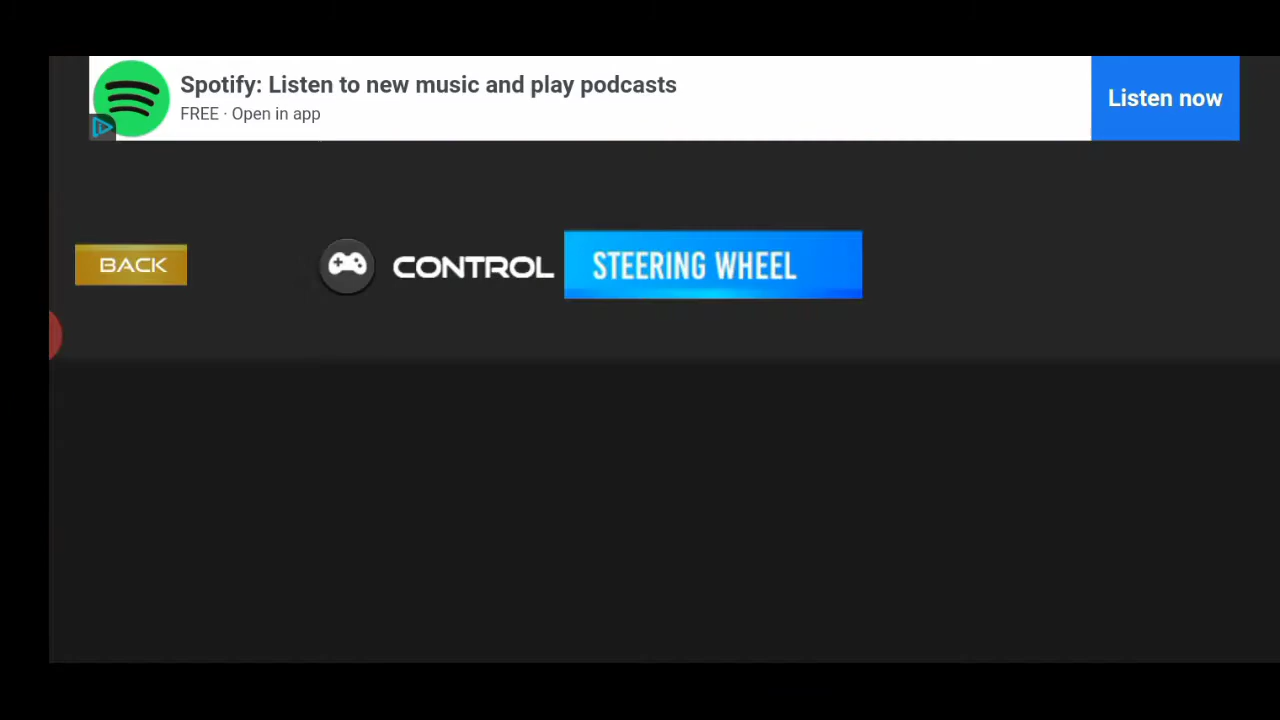 Spotify: Listen to new music and play podcasts
FREE · Open in app
Listen now
BACK
CONTROL
STEERING WHEEL